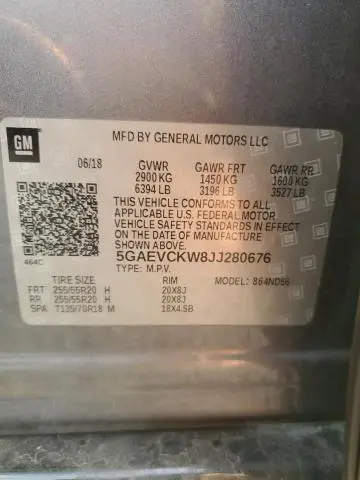 GM
MFD BY GENERAL MOTORS LLC
06/18 GVWR GAWR FRT GAWR RR
2900 KG 1450 KG 1600 KG
6394 LB 3196 LB 3527 LB
THIS VEHICLE CONFORMS TO ALL
APPLICABLE U.S. FEDERAL MOTOR
VEHICLE SAFETY STANDARDS IN EFFECT
ON THE DATE OF MANUFACTURE
SHOWN ABOVE.
5GAEVCKW8JJ280676
464C TYPE: M.P.V. MODEL: 864ND56
TIRE SIZE RIM
FRT 255/55R20 H 20X8J
RR 255/55R20 H 20X8J
SPA T135/70R18 M 18X4.5B